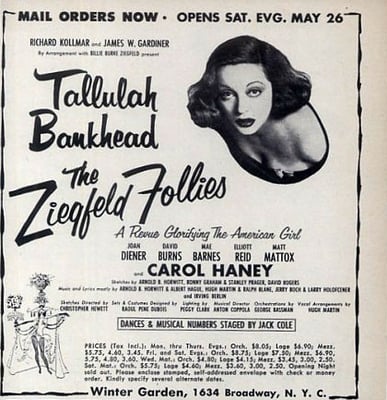 MAIL ORDERS NOW • OPENS SAT. EVG. MAY 26
RICHARD KOLLMAR and JAMES W. GARDINER
By Arrangement with BILLIE BURKE ZIEGFELD present
Tallulah
Bankhead
The
Ziegfeld Follies
A Revue Glorifying The American Girl
JOAN DAVID MAE ELLIOTT MATT
DIENER BURNS BARNES REID MATTOX
and CAROL HANEY
Sketches by ARNOLD B. HORWITT, RONNY GRAHAM & STANLEY PRAGER, DAVID ROGERS
Music and Lyrics mostly by ARNOLD B. HORWITT & ALBERT HAGUE, HUGH MARTIN & RALPH BLANE, JERRY BOCK & LARRY HOLOFCENER
and IRVING BERLIN
Sketches Directed by Sets & Costumes Designed by Lighting by Musical Director Orchestrations by Vocal Arrangements by
CHRISTOPHER HEWETT RAOUL PENE DUBOIS PEGGY CLARK ANTON COPPOLA GEORGE BASSMAN HUGH MARTIN
DANCES & MUSICAL NUMBERS STAGED BY JACK COLE
PRICES (Tax Incl.): Mon. thru Thurs. Evgs.: Orch. $8.05; Loge $6.90; Mezz.
$5.75, 4.60, 3.45. Fri. and Sat. Evgs.: Orch. $8.75; Loge $7.50; Mezz. $6.90,
5.75, 4.80, 3.60. Wed. Mat.: Orch. $4.80; Loge $4.15; Mezz. $3.45, 3.00, 2.50.
Sat. Mat.: Orch. $5.75; Loge $4.60; Mezz. $3.60, 3.00, 2.50. Opening Night
sold out. Please enclose stamped, self-addressed envelope with check or money
order. Kindly specify several alternate dates.
Winter Garden, 1634 Broadway, N. Y. C.